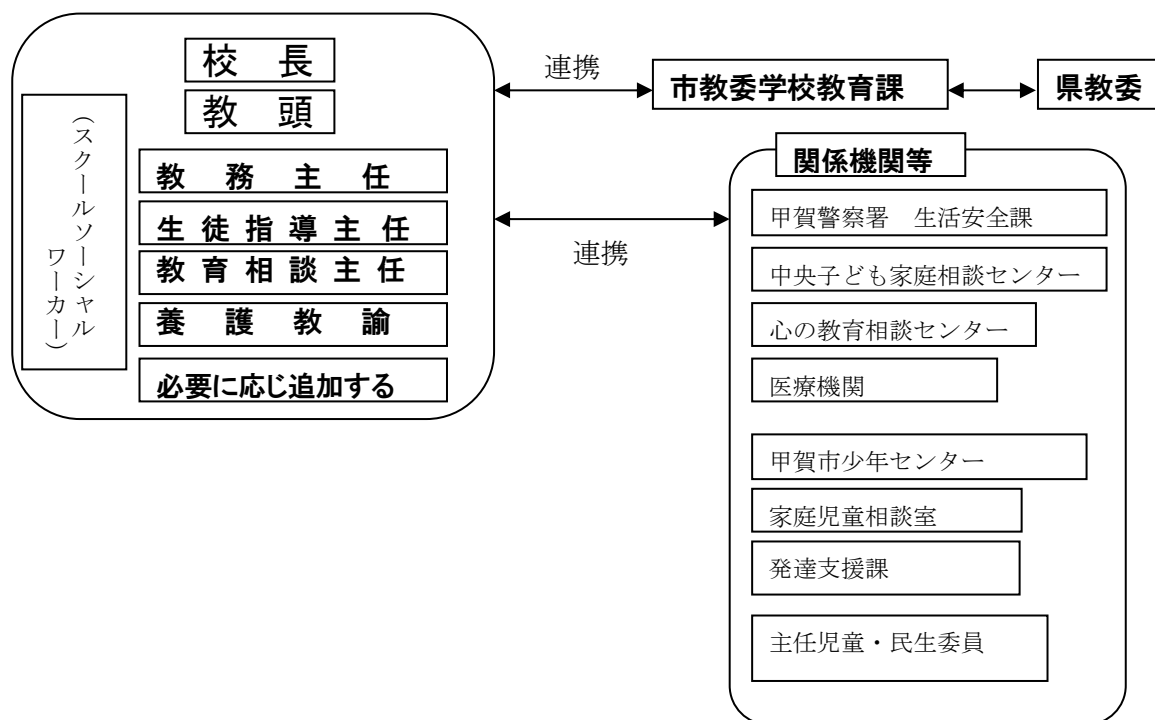 校 長
教 頭
(スクールソーシャル
ワーカー)
教 務 主 任
生 徒 指 導 主 任
教 育 相 談 主 任
養 護 教 諭
必要に応じ追加する
連携
市教委学校教育課
県教委
連携
関係機関等
甲賀警察署 生活安全課
中央子ども家庭相談センター
心の教育相談センター
医療機関
甲賀市少年センター
家庭児童相談室
発達支援課
主任児童・民生委員